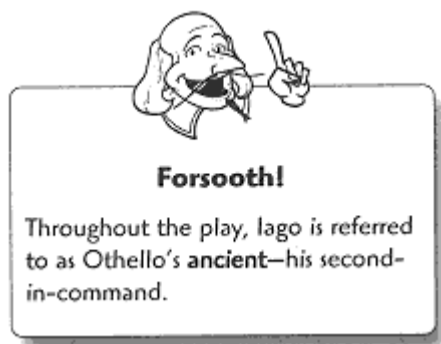 Forsooth!
Throughout the play, Iago is referred
to as Othello's ancient—his second-
in-command.